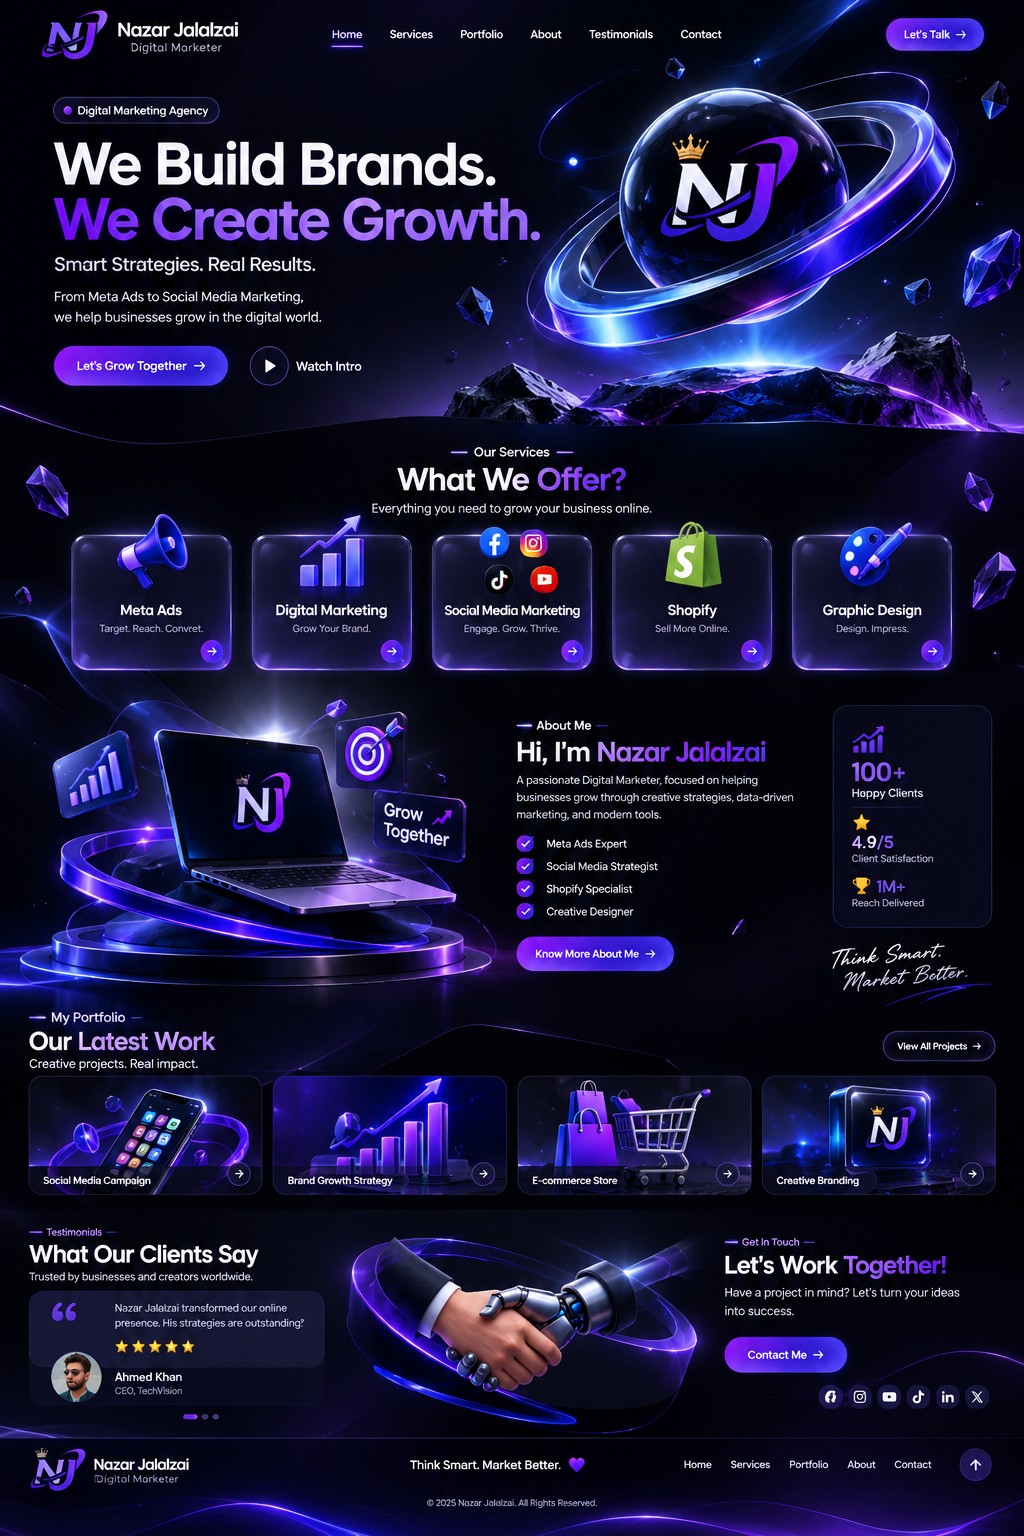 NJ
Nazar Jalalzai
Digital Marketer
Home
Services
Portfolio
About
Testimonials
Contact
Let's Talk →
Digital Marketing Agency
We Build Brands.
We Create Growth.
Smart Strategies. Real Results.
From Meta Ads to Social Media Marketing,
we help businesses grow in the digital world.
Let's Grow Together →
Watch Intro
NJ
Our Services
What We Offer?
Everything you need to grow your business online.
Meta Ads
Target. Reach. Convret.
Digital Marketing
Grow Your Brand.
Social Media Marketing
Engage. Grow. Thrive.
Shopify
Sell More Online.
Graphic Design
Design. Impress.
NJ
Grow
Together
About Me
Hi, I'm Nazar Jalalzai
A passionate Digital Marketer, focused on helping
businesses grow through creative strategies, data-driven
marketing, and modern tools.
Meta Ads Expert
Social Media Strategist
Shopify Specialist
Creative Designer
Know More About Me →
100+
Happy Clients
4.9/5
Client Satisfaction
1M+
Reach Delivered
Think Smart.
Market Better.
My Portfolio
Our Latest Work
Creative projects. Real impact.
View All Projects →
Social Media Campaign
Brand Growth Strategy
E-commerce Store
NJ
Creative Branding
Testimonials
What Our Clients Say
Trusted by businesses and creators worldwide.
Nazar Jalalzai transformed our online
presence. His strategies are outstanding"
Ahmed Khan
CEO, TechVision
Get In Touch
Let's Work Together!
Have a project in mind? Let's turn your ideas
into success.
Contact Me →
NJ
Nazar Jalalzai
Digital Marketer
Think Smart. Market Better.
Home
Services
Portfolio
About
Contact
© 2025 Nazar Jalalzai. All Rights Reserved.